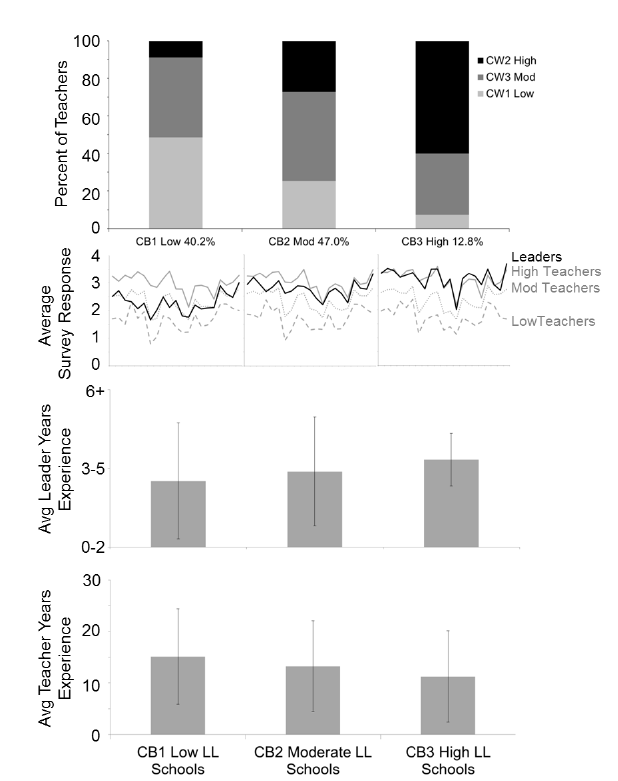 Percent of Teachers
100
80
60
40
20
0
CW2 High
CW3 Mod
CW1 Low
CB1 Low 40.2%
CB2 Mod 47.0%
CB3 High 12.8%
Average
Survey Response
4
3
2
1
0
Leaders
High Teachers
Mod Teachers
LowTeachers
Avg Leader Years
Experience
6+
3-5
0-2
Avg Teacher Years
Experience
30
20
10
0
CB1 Low LL
Schools
CB2 Moderate LL
Schools
CB3 High LL
Schools